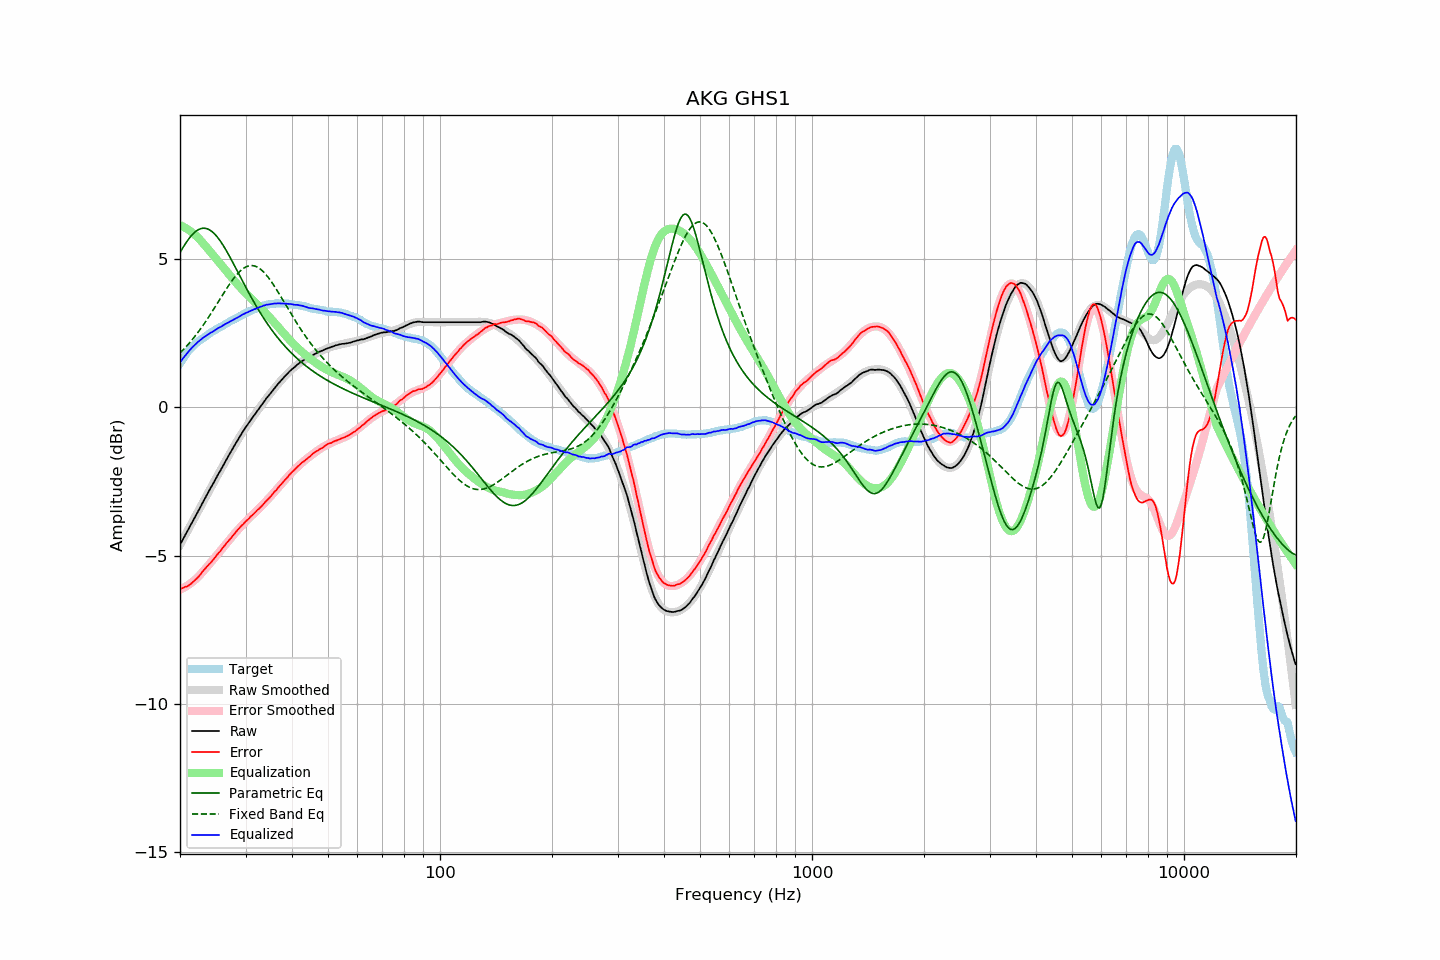 AKG GHS1
Amplitude (dBr)
5
0
−5
−10
−15
Target
Raw Smoothed
Error Smoothed
Raw
Error
Equalization
Parametric Eq
Fixed Band Eq
Equalized
100
1000
10000
Frequency (Hz)